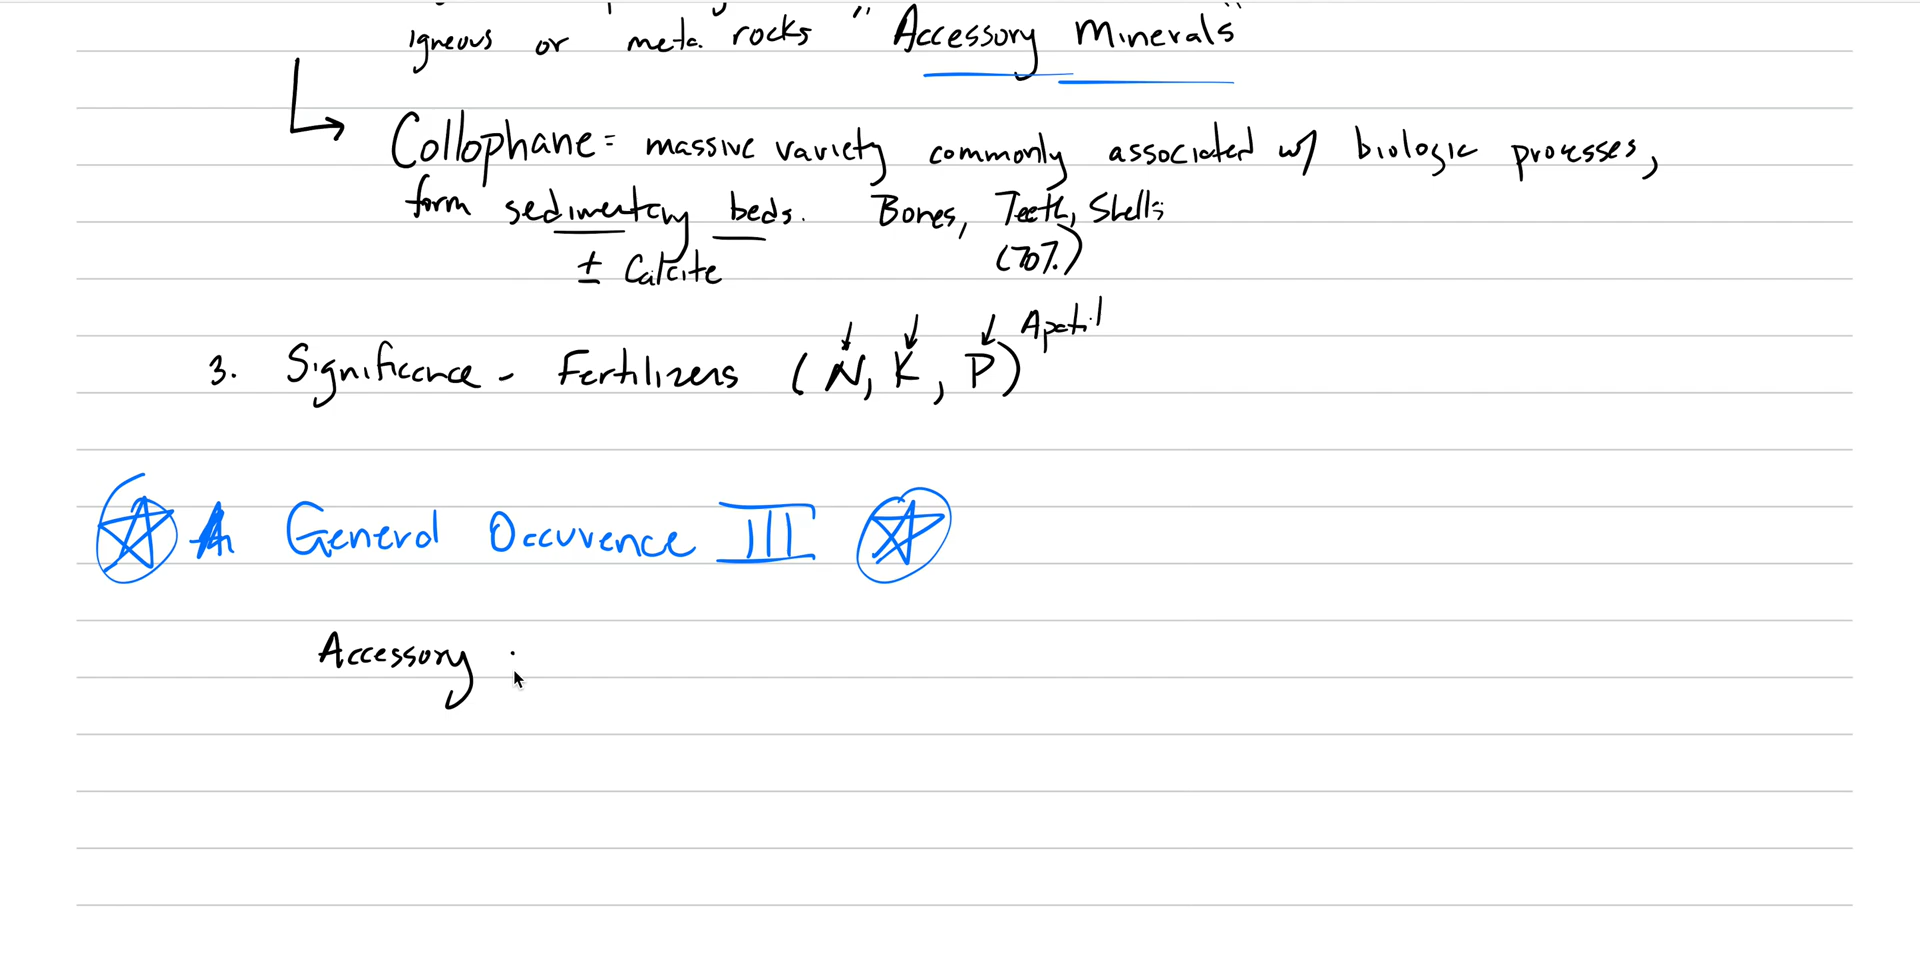 igneous or meta. rocks "Accessory Minerals"
Collophane = massive variety commonly associated w/ biologic processes,
form sedimentary beds. Bones, Teeth, Shells
± Calcite (70%)
Apatit
3. Significance - Fertilizers (N, K, P)
General Occurence III
Accessory